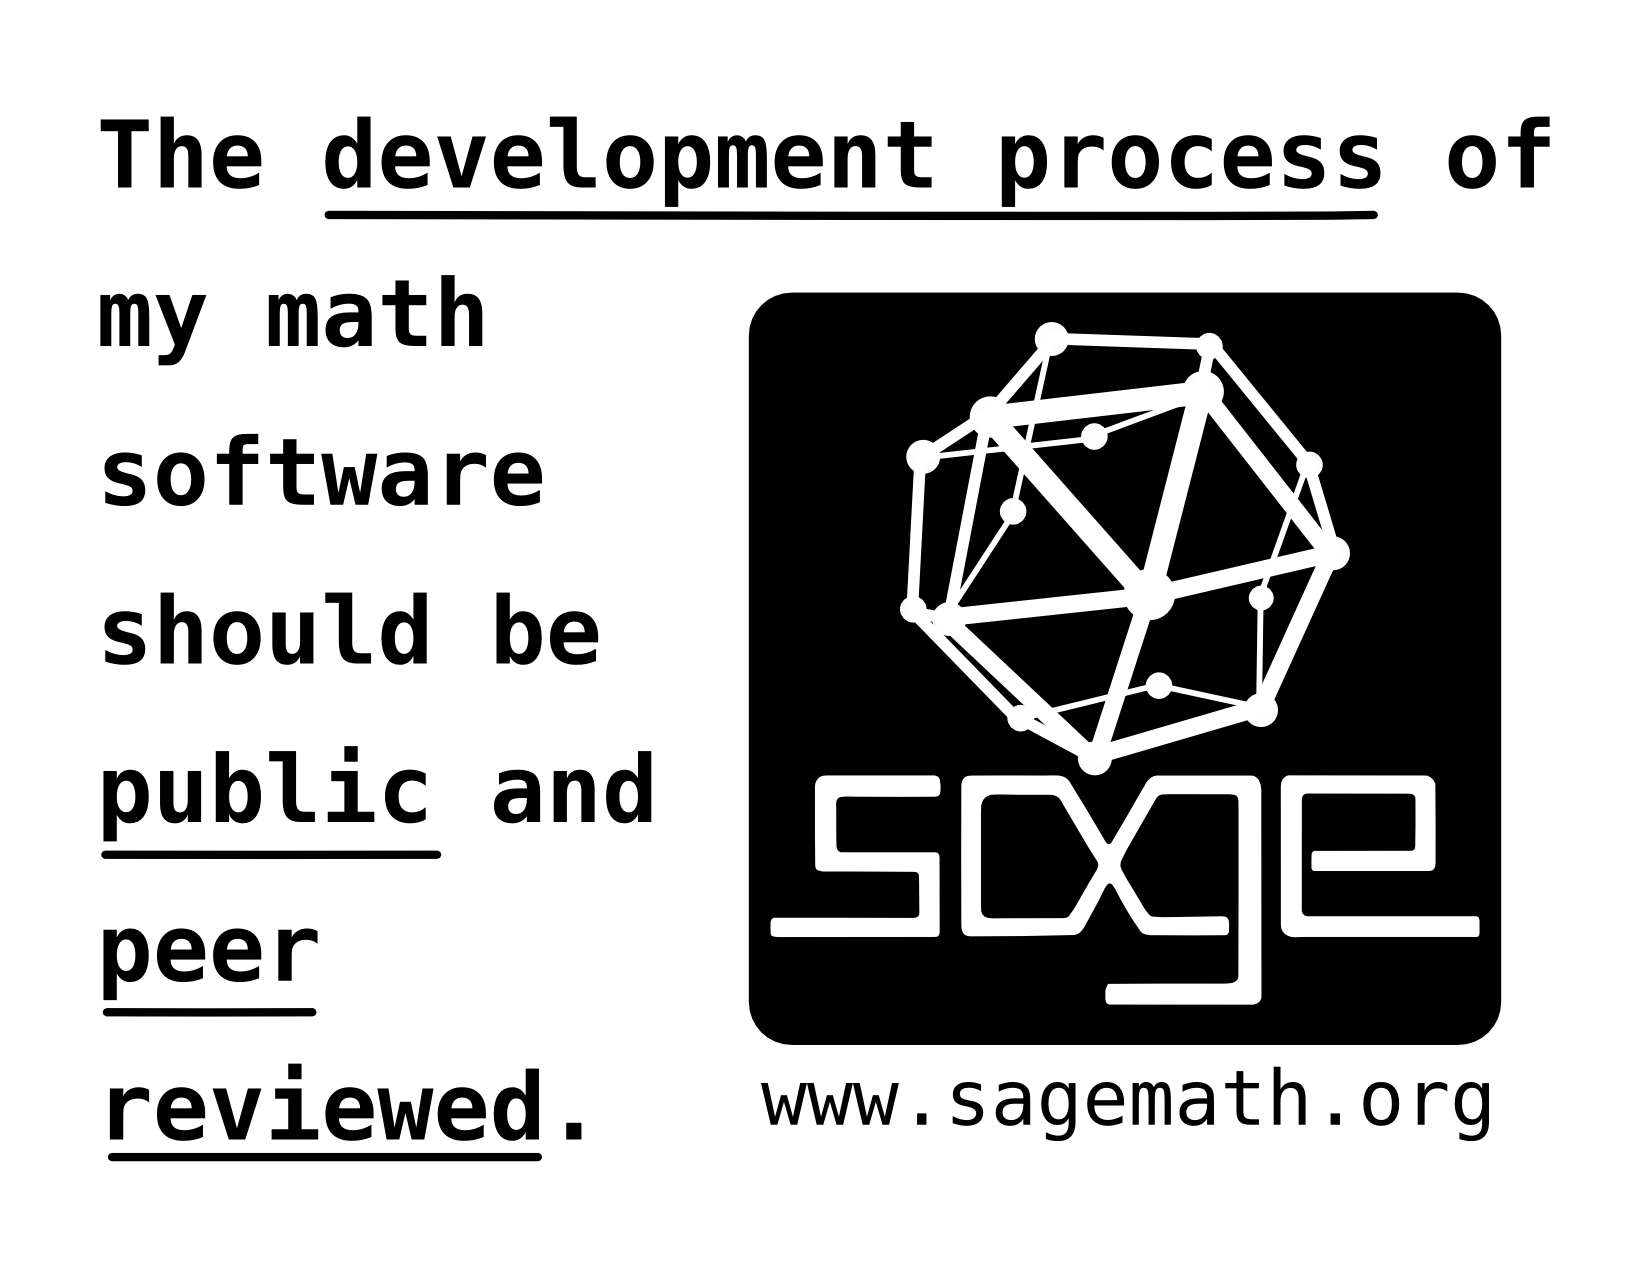 The development process of
my math
software
should be
public and
peer
reviewed.
sage
www.sagemath.org